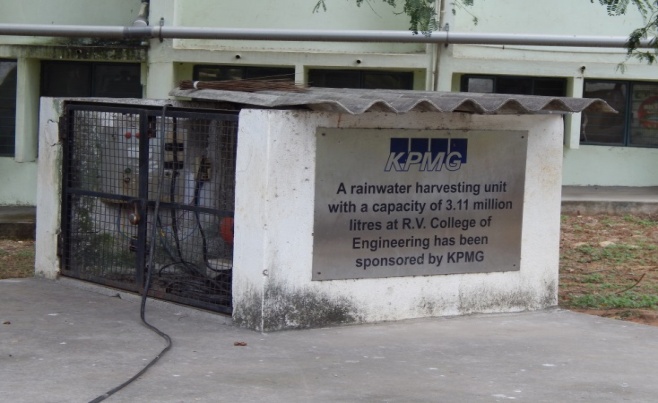 KPMG
A rainwater harvesting unit
with a capacity of 3.11 million
litres at R.V. College of
Engineering has been
sponsored by KPMG